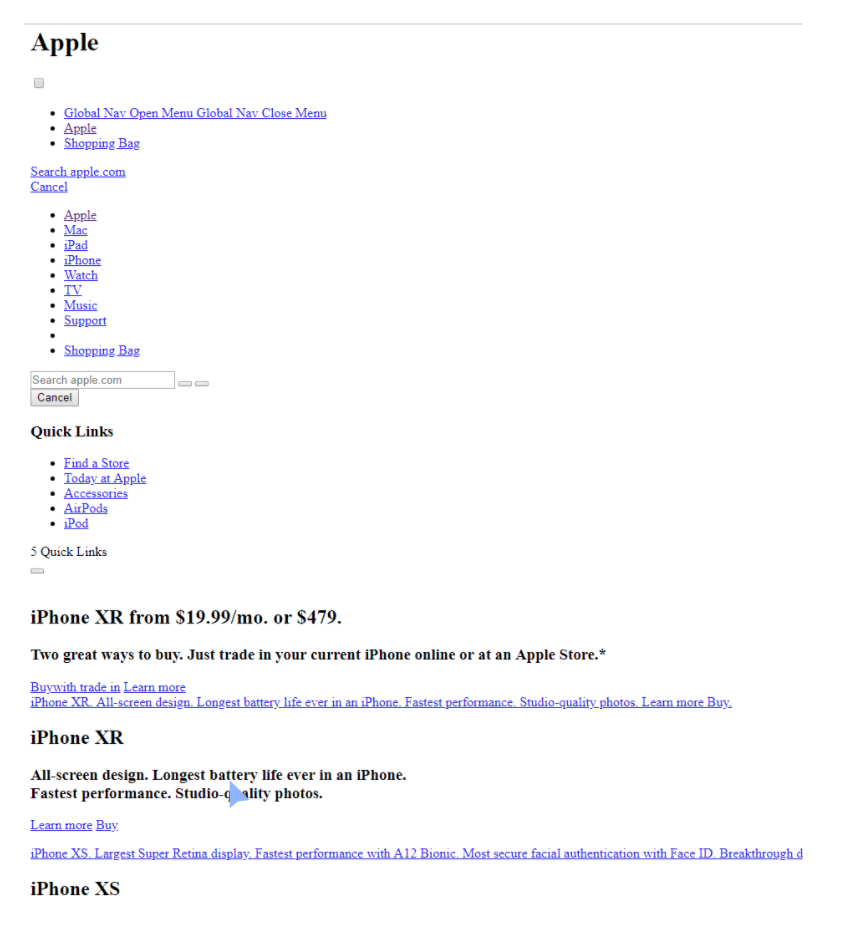 Apple
Global Nav Open Menu Global Nav Close Menu
Apple
Shopping Bag
Search apple.com
Cancel
Apple
Mac
iPad
iPhone
Watch
TV
Music
Support
Shopping Bag
Search apple.com
Cancel
Quick Links
Find a Store
Today at Apple
Accessories
AirPods
iPod
5 Quick Links
iPhone XR from $19.99/mo. or $479.
Two great ways to buy. Just trade in your current iPhone online or at an Apple Store.*
Buywith trade in Learn more
iPhone XR. All-screen design. Longest battery life ever in an iPhone. Fastest performance. Studio-quality photos. Learn more Buy.
iPhone XR
All-screen design. Longest battery life ever in an iPhone.
Fastest performance. Studio-quality photos.
Learn more Buy
iPhone XS. Largest Super Retina display. Fastest performance with A12 Bionic. Most secure facial authentication with Face ID. Breakthrough d
iPhone XS